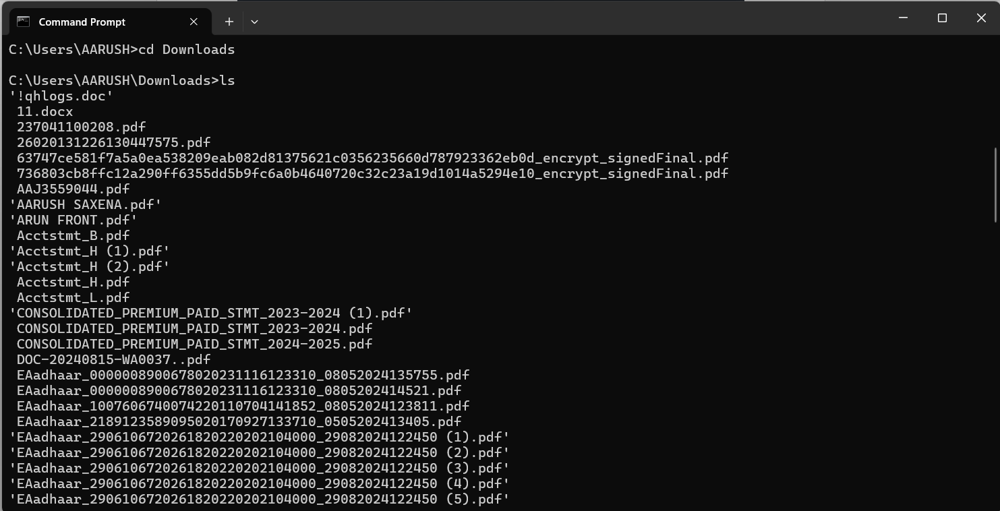 Command Prompt
C:\Users\AARUSH>cd Downloads
C:\Users\AARUSH\Downloads>ls
'!qhlogs.doc'
11.docx
237041100208.pdf
26020131226130447575.pdf
63747ce581f7a5a0ea538209eab082d81375621c0356235660d787923362eb0d_encrypt_signedFinal.pdf
736803cb8ffc12a290ff6355dd5b9fc6a0b4640720c32c23a19d1014a5294e10_encrypt_signedFinal.pdf
AAJ3559044.pdf
'AARUSH SAXENA.pdf'
'ARUN FRONT.pdf'
Acctstmt_B.pdf
'Acctstmt_H (1).pdf'
'Acctstmt_H (2).pdf'
Acctstmt_H.pdf
Acctstmt_L.pdf
'CONSOLIDATED_PREMIUM_PAID_STMT_2023-2024 (1).pdf'
CONSOLIDATED_PREMIUM_PAID_STMT_2023-2024.pdf
CONSOLIDATED_PREMIUM_PAID_STMT_2024-2025.pdf
DOC-20240815-WA0037..pdf
EAadhaar_0000008900678020231116123310_08052024135755.pdf
EAadhaar_0000008900678020231116123310_0805202414521.pdf
EAadhaar_1007606740074220110704141852_08052024123811.pdf
EAadhaar_2189123589095020170927133710_0505202413405.pdf
'EAadhaar_2906106720261820220202104000_29082024122450 (1).pdf'
'EAadhaar_2906106720261820220202104000_29082024122450 (2).pdf'
'EAadhaar_2906106720261820220202104000_29082024122450 (3).pdf'
'EAadhaar_2906106720261820220202104000_29082024122450 (4).pdf'
'EAadhaar_2906106720261820220202104000_29082024122450 (5).pdf'